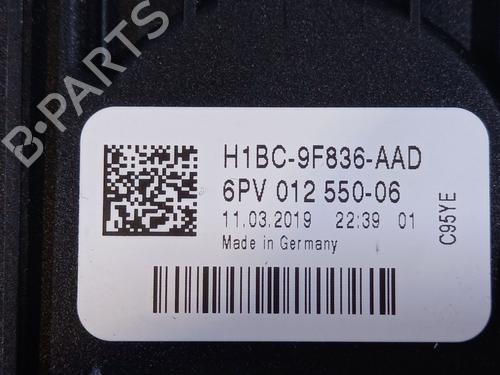 B-PARTS
H1BC-9F836-AAD
6PV 012 550-06
11.03.2019 22:39 01
Made in Germany
C95YE